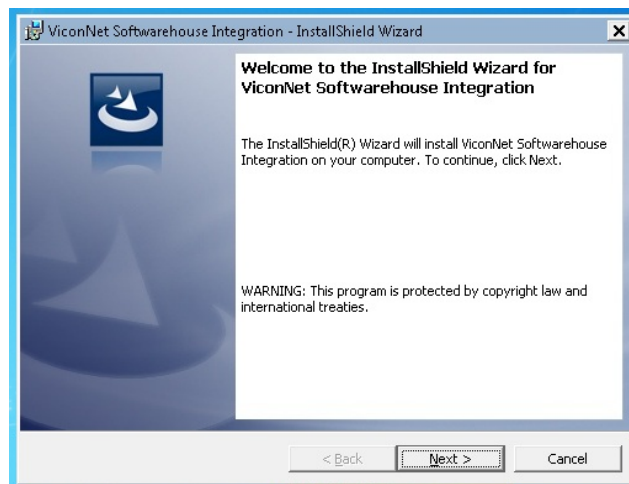 ViconNet Softwarehouse Integration - InstallShield Wizard
Welcome to the InstallShield Wizard for
ViconNet Softwarehouse Integration
The InstallShield(R) Wizard will install ViconNet Softwarehouse
Integration on your computer. To continue, click Next.
WARNING: This program is protected by copyright law and
international treaties.
< Back Next > Cancel